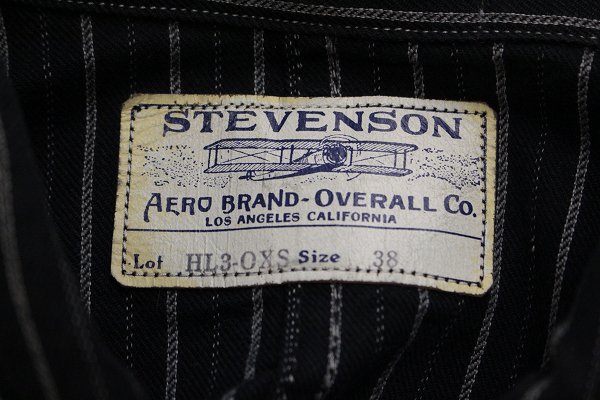 STEVENSON
AERO BRAND-OVERALL CO.
LOS ANGELES CALIFORNIA
Lot HL3-OXS Size 38